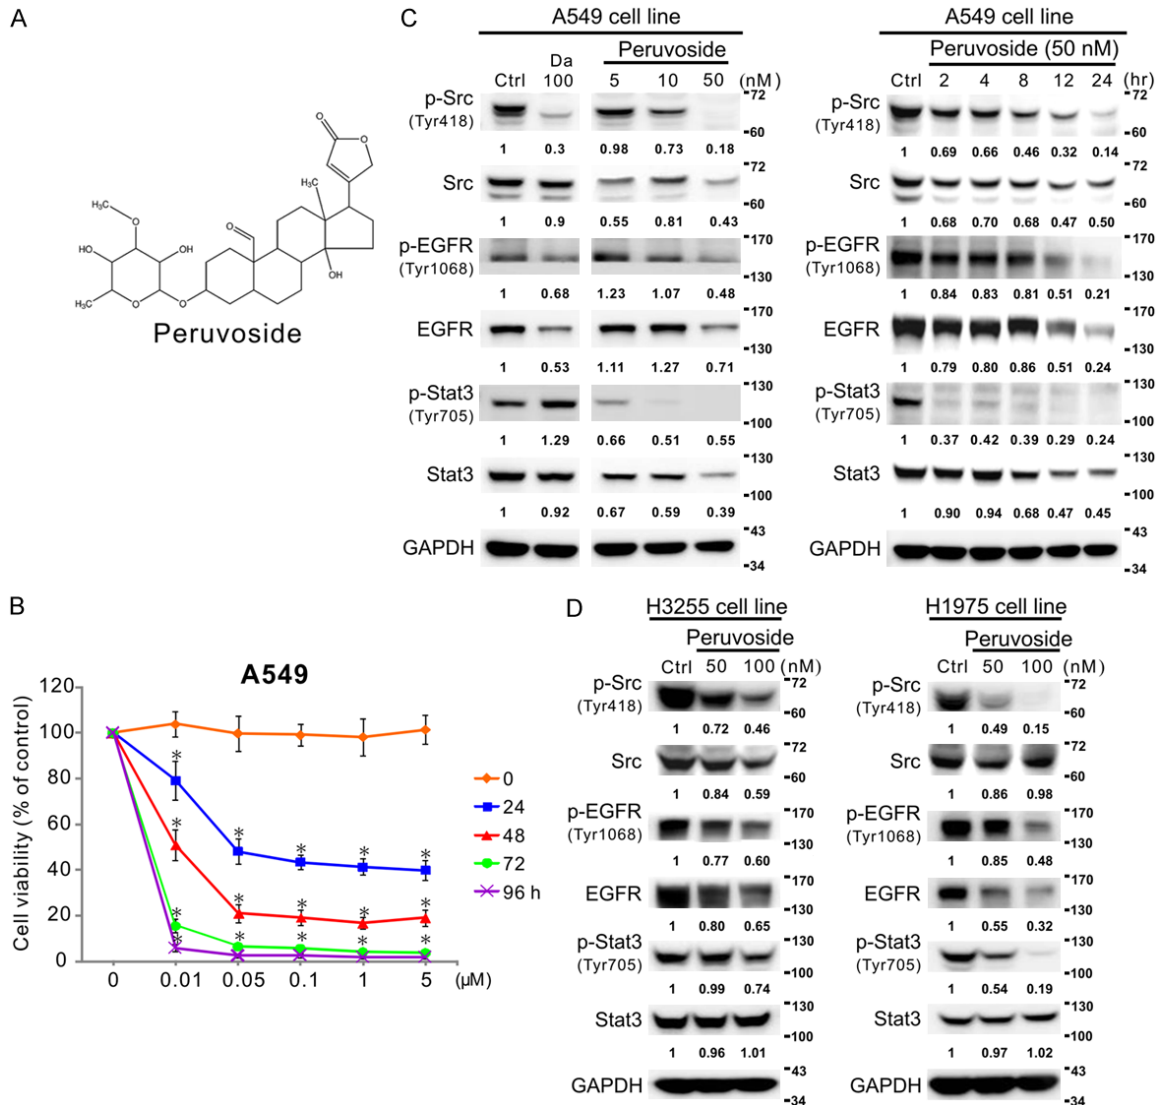 A
O
O
H₃C
H₃C
O
O
HO
OH
OH
H₃C
O
O
Peruvoside
C
A549 cell line
Da Peruvoside
Ctrl 100 5 10 50 (nM)
p-Src -72
(Tyr418) -60
1 0.3 0.98 0.73 0.18
Src -72
-60
1 0.9 0.55 0.81 0.43
p-EGFR -170
(Tyr1068) -130
1 0.68 1.23 1.07 0.48
EGFR -170
-130
1 0.53 1.11 1.27 0.71
p-Stat3 -130
(Tyr705) -100
1 1.29 0.66 0.51 0.55
Stat3 -130
-100
1 0.92 0.67 0.59 0.39
GAPDH -43
-34
A549 cell line
Peruvoside (50 nM)
Ctrl 2 4 8 12 24 (hr)
p-Src -72
(Tyr418) -60
1 0.69 0.66 0.46 0.32 0.14
Src -72
-60
1 0.68 0.70 0.68 0.47 0.50
p-EGFR -170
(Tyr1068) -130
1 0.84 0.83 0.81 0.51 0.21
EGFR -170
-130
1 0.79 0.80 0.86 0.51 0.24
p-Stat3 -130
(Tyr705) -100
1 0.37 0.42 0.39 0.29 0.24
Stat3 -130
-100
1 0.90 0.94 0.68 0.47 0.45
GAPDH -43
-34
B
A549
Cell viability (% of control)
120
100
80
60
40
20
0
0 0.01 0.05 0.1 1 5 (µM)
* * * * *
* * * * *
* * * * *
*
0
24
48
72
96 h
D
H3255 cell line
Peruvoside
Ctrl 50 100 (nM)
p-Src -72
(Tyr418) -60
1 0.72 0.46
Src -72
-60
1 0.84 0.59
p-EGFR -170
(Tyr1068) -130
1 0.77 0.60
EGFR -170
-130
1 0.80 0.65
p-Stat3 -130
(Tyr705) -100
1 0.99 0.74
Stat3 -130
-100
1 0.96 1.01
GAPDH -43
-34
H1975 cell line
Peruvoside
Ctrl 50 100 (nM)
p-Src -72
(Tyr418) -60
1 0.49 0.15
Src -72
-60
1 0.86 0.98
p-EGFR -170
(Tyr1068) -130
1 0.85 0.48
EGFR -170
-130
1 0.55 0.32
p-Stat3 -130
(Tyr705) -100
1 0.54 0.19
Stat3 -130
-100
1 0.97 1.02
GAPDH -43
-34